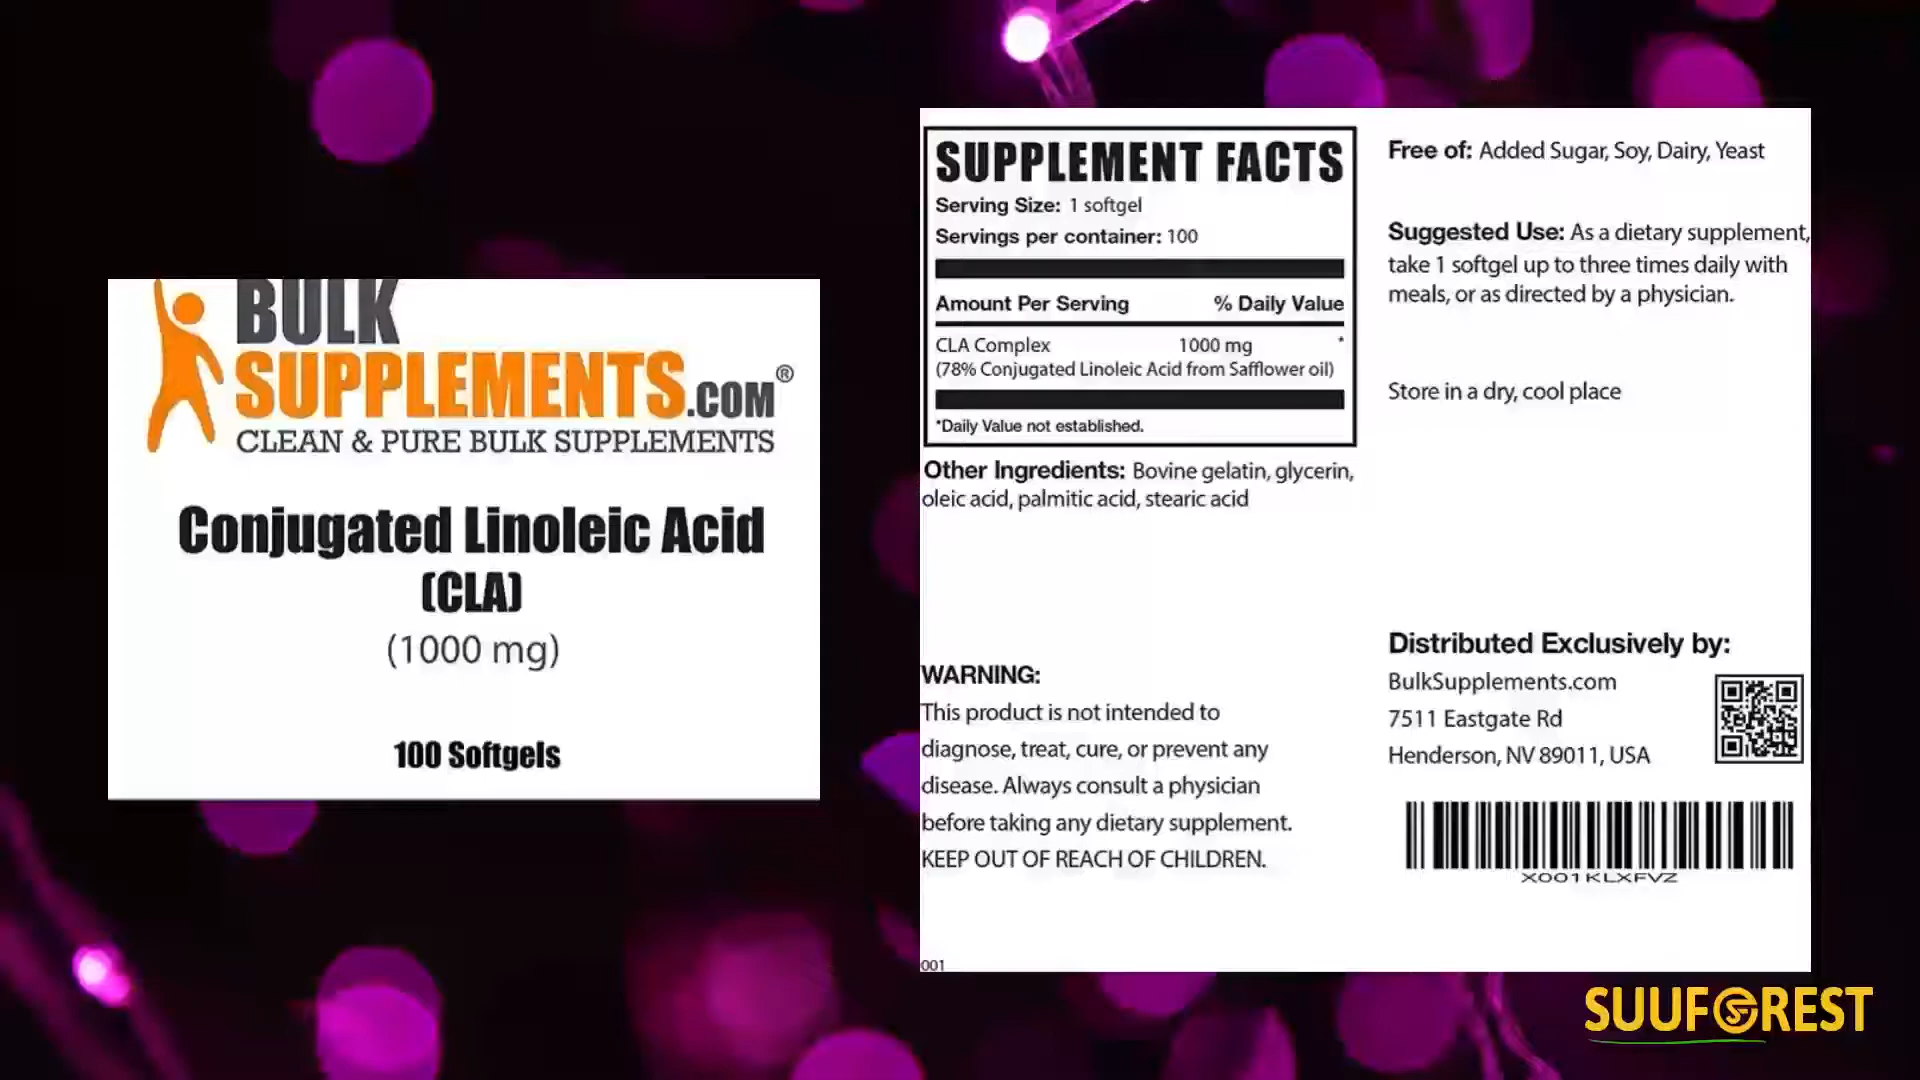 BULK
SUPPLEMENTS.COM®
CLEAN & PURE BULK SUPPLEMENTS
Conjugated Linoleic Acid
(CLA)
(1000 mg)
100 Softgels
SUPPLEMENT FACTS
Serving Size: 1 softgel
Servings per container: 100
Amount Per Serving % Daily Value
CLA Complex 1000 mg *
(78% Conjugated Linoleic Acid from Safflower oil)
*Daily Value not established.
Other Ingredients: Bovine gelatin, glycerin,
oleic acid, palmitic acid, stearic acid
WARNING:
This product is not intended to
diagnose, treat, cure, or prevent any
disease. Always consult a physician
before taking any dietary supplement.
KEEP OUT OF REACH OF CHILDREN.
001
Free of: Added Sugar, Soy, Dairy, Yeast
Suggested Use: As a dietary supplement,
take 1 softgel up to three times daily with
meals, or as directed by a physician.
Store in a dry, cool place
Distributed Exclusively by:
BulkSupplements.com
7511 Eastgate Rd
Henderson, NV 89011, USA
X001KLXFVZ
SUUFOREST